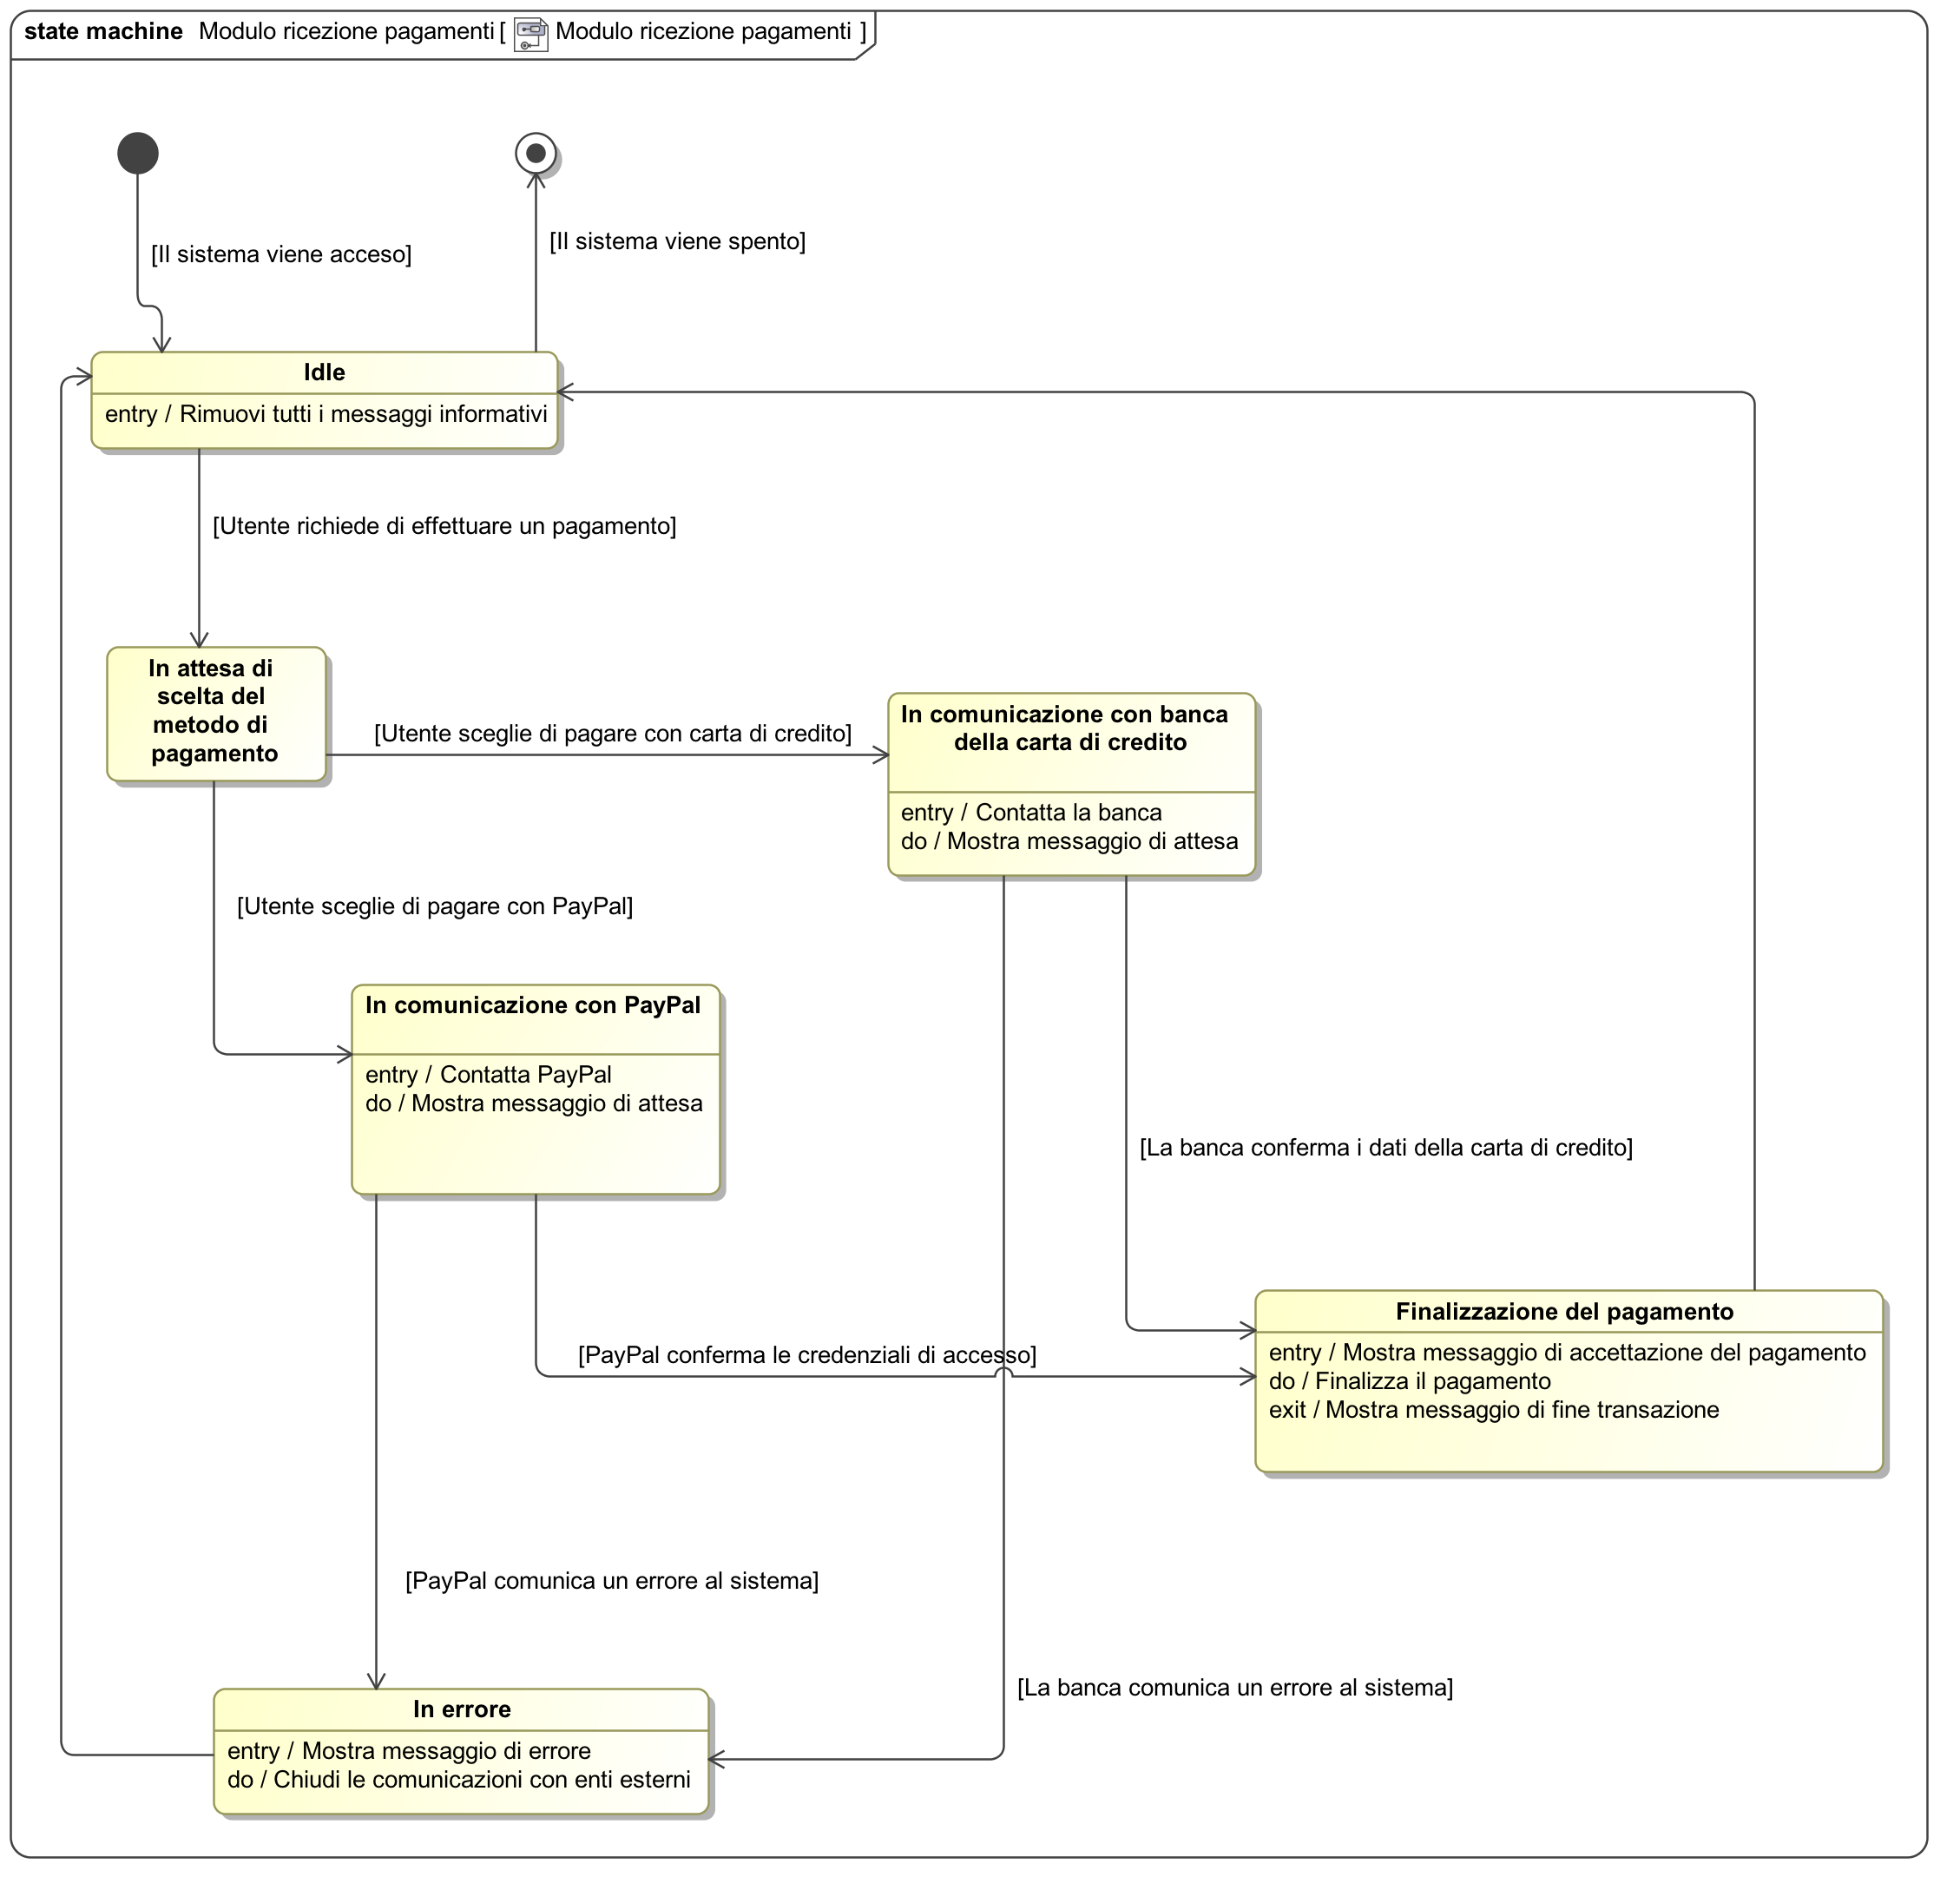 state machine Modulo ricezione pagamenti [ Modulo ricezione pagamenti ]
[Il sistema viene acceso]
[Il sistema viene spento]
Idle
entry / Rimuovi tutti i messaggi informativi
[Utente richiede di effettuare un pagamento]
In attesa di
scelta del
metodo di
pagamento
[Utente sceglie di pagare con carta di credito]
In comunicazione con banca
della carta di credito
entry / Contatta la banca
do / Mostra messaggio di attesa
[Utente sceglie di pagare con PayPal]
In comunicazione con PayPal
entry / Contatta PayPal
do / Mostra messaggio di attesa
[La banca conferma i dati della carta di credito]
[PayPal conferma le credenziali di accesso]
Finalizzazione del pagamento
entry / Mostra messaggio di accettazione del pagamento
do / Finalizza il pagamento
exit / Mostra messaggio di fine transazione
[PayPal comunica un errore al sistema]
[La banca comunica un errore al sistema]
In errore
entry / Mostra messaggio di errore
do / Chiudi le comunicazioni con enti esterni